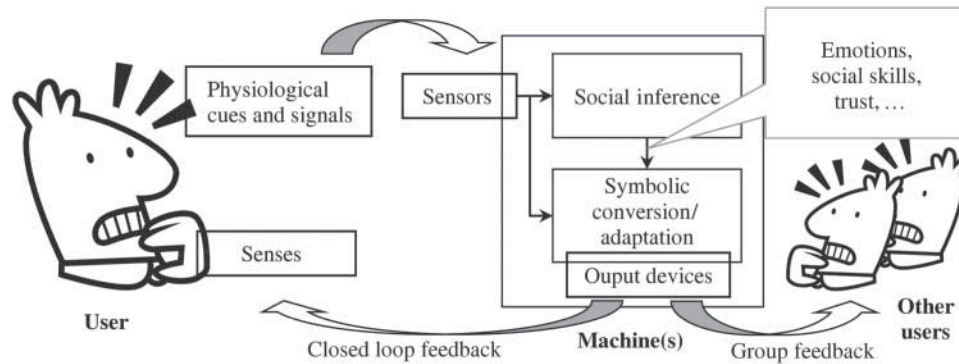 Physiological
cues and signals
Sensors
Social inference
Emotions,
social skills,
trust, …
Symbolic
conversion/
adaptation
Senses
Ouput devices
User
Closed loop feedback
Machine(s)
Group feedback
Other
users